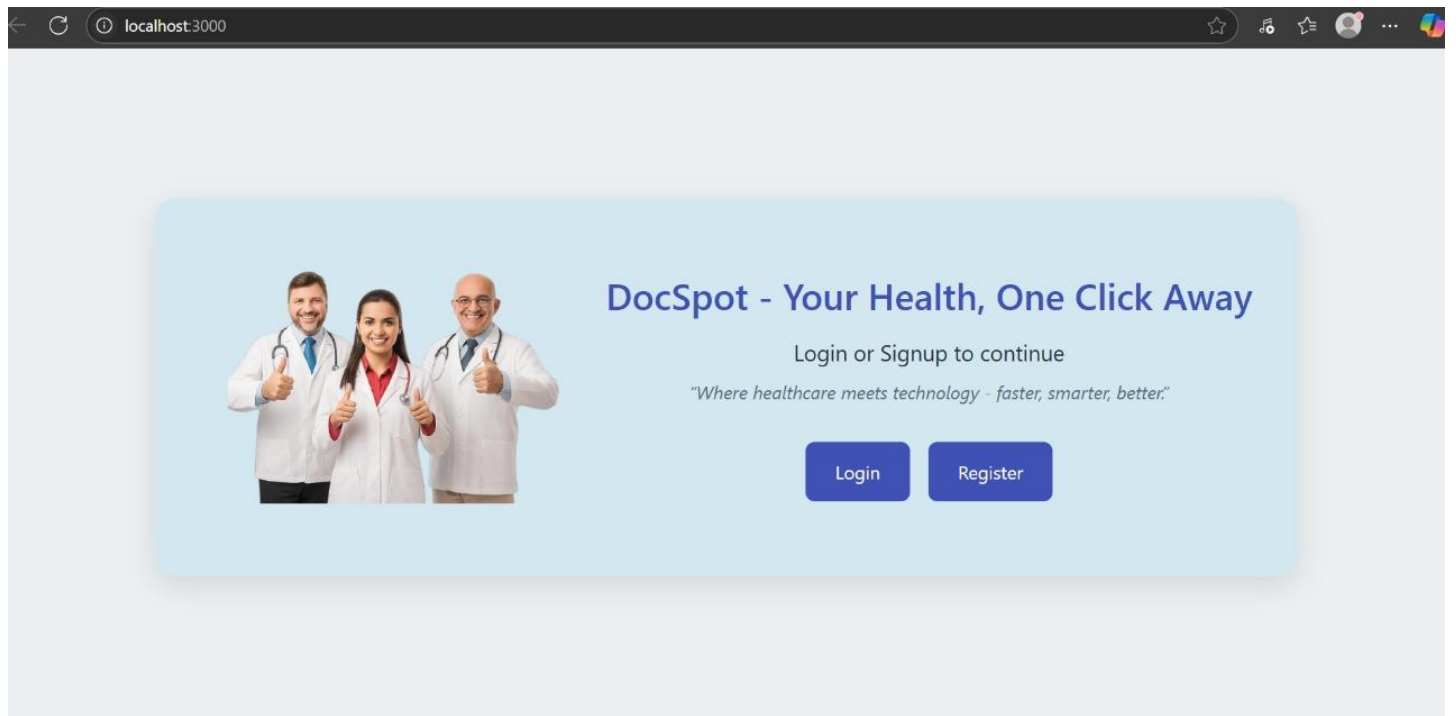 localhost:3000
DocSpot - Your Health, One Click Away
Login or Signup to continue
“Where healthcare meets technology - faster, smarter, better.”
Login Register